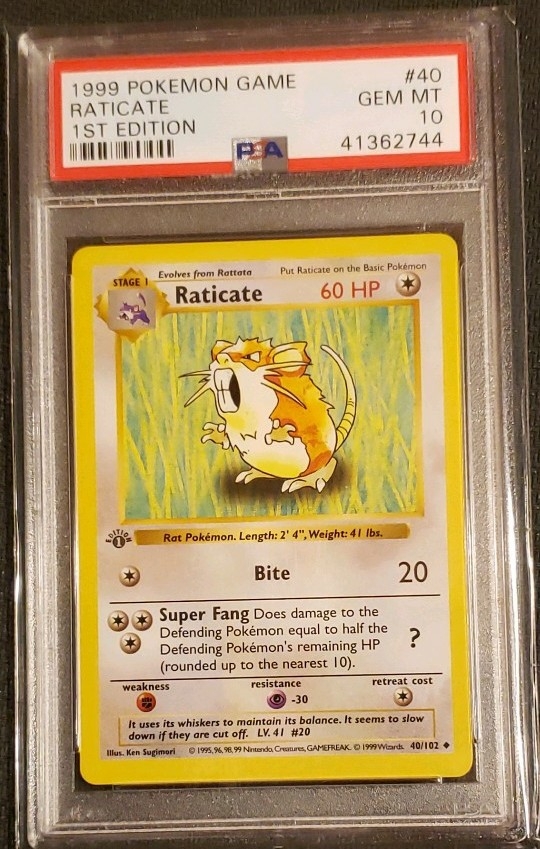 1999 POKEMON GAME #40
RATICATE GEM MT
1ST EDITION 10
PSA 41362744
STAGE 1 Evolves from Rattata Put Raticate on the Basic Pokémon
Raticate 60 HP
EDITION 1
Rat Pokémon. Length: 2' 4", Weight: 41 lbs.
Bite 20
Super Fang Does damage to the
Defending Pokémon equal to half the
Defending Pokémon's remaining HP ?
(rounded up to the nearest 10).
weakness resistance retreat cost
-30
It uses its whiskers to maintain its balance. It seems to slow
down if they are cut off. LV. 41 #20
Illus. Ken Sugimori © 1995, 96, 98, 99 Nintendo, Creatures, GAMEFREAK. © 1999 Wizards. 40/102